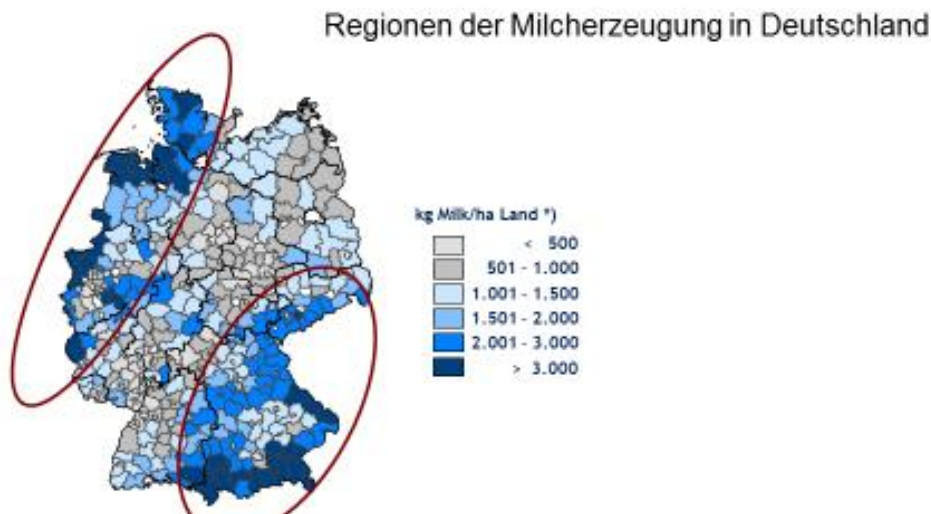 Regionen der Milcherzeugung in Deutschland
kg Milk/ha Land *)
< 500
501 - 1.000
1.001 - 1.500
1.501 - 2.000
2.001 - 3.000
> 3.000